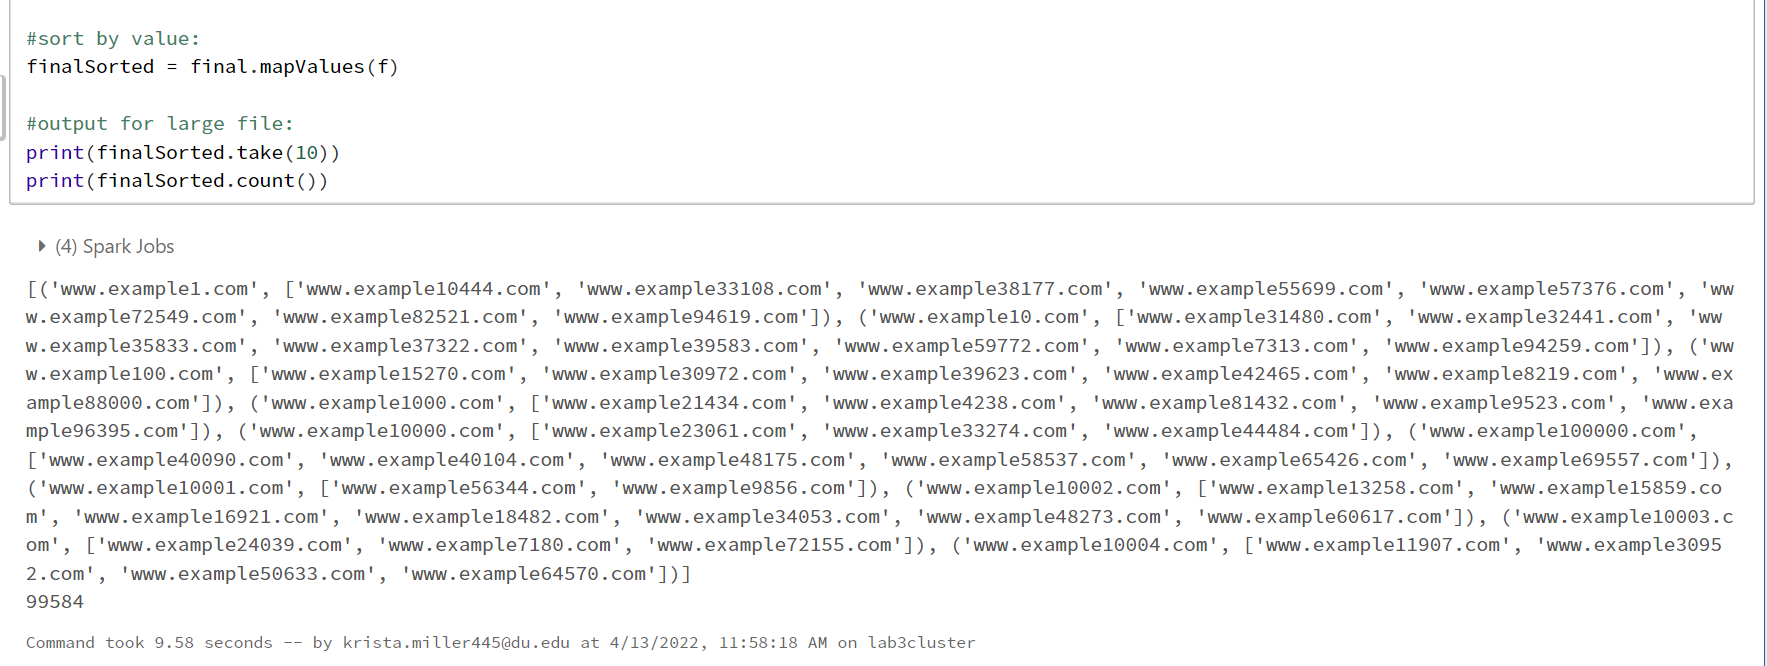 #sort by value:
finalSorted = final.mapValues(f)
#output for large file:
print(finalSorted.take(10))
print(finalSorted.count())
(4) Spark Jobs
[('www.example1.com', ['www.example10444.com', 'www.example33108.com', 'www.example38177.com', 'www.example55699.com', 'www.example57376.com', 'ww
w.example72549.com', 'www.example82521.com', 'www.example94619.com']), ('www.example10.com', ['www.example31480.com', 'www.example32441.com', 'ww
w.example35833.com', 'www.example37322.com', 'www.example39583.com', 'www.example59772.com', 'www.example7313.com', 'www.example94259.com']), ('ww
w.example100.com', ['www.example15270.com', 'www.example30972.com', 'www.example39623.com', 'www.example42465.com', 'www.example8219.com', 'www.ex
ample88000.com']), ('www.example1000.com', ['www.example21434.com', 'www.example4238.com', 'www.example81432.com', 'www.example9523.com', 'www.exa
mple96395.com']), ('www.example10000.com', ['www.example23061.com', 'www.example33274.com', 'www.example44484.com']), ('www.example100000.com',
['www.example40090.com', 'www.example40104.com', 'www.example48175.com', 'www.example58537.com', 'www.example65426.com', 'www.example69557.com']),
('www.example10001.com', ['www.example56344.com', 'www.example9856.com']), ('www.example10002.com', ['www.example13258.com', 'www.example15859.co
m', 'www.example16921.com', 'www.example18482.com', 'www.example34053.com', 'www.example48273.com', 'www.example60617.com']), ('www.example10003.c
om', ['www.example24039.com', 'www.example7180.com', 'www.example72155.com']), ('www.example10004.com', ['www.example11907.com', 'www.example3095
2.com', 'www.example50633.com', 'www.example64570.com'])]
99584
Command took 9.58 seconds -- by krista.miller445@du.edu at 4/13/2022, 11:58:18 AM on lab3cluster